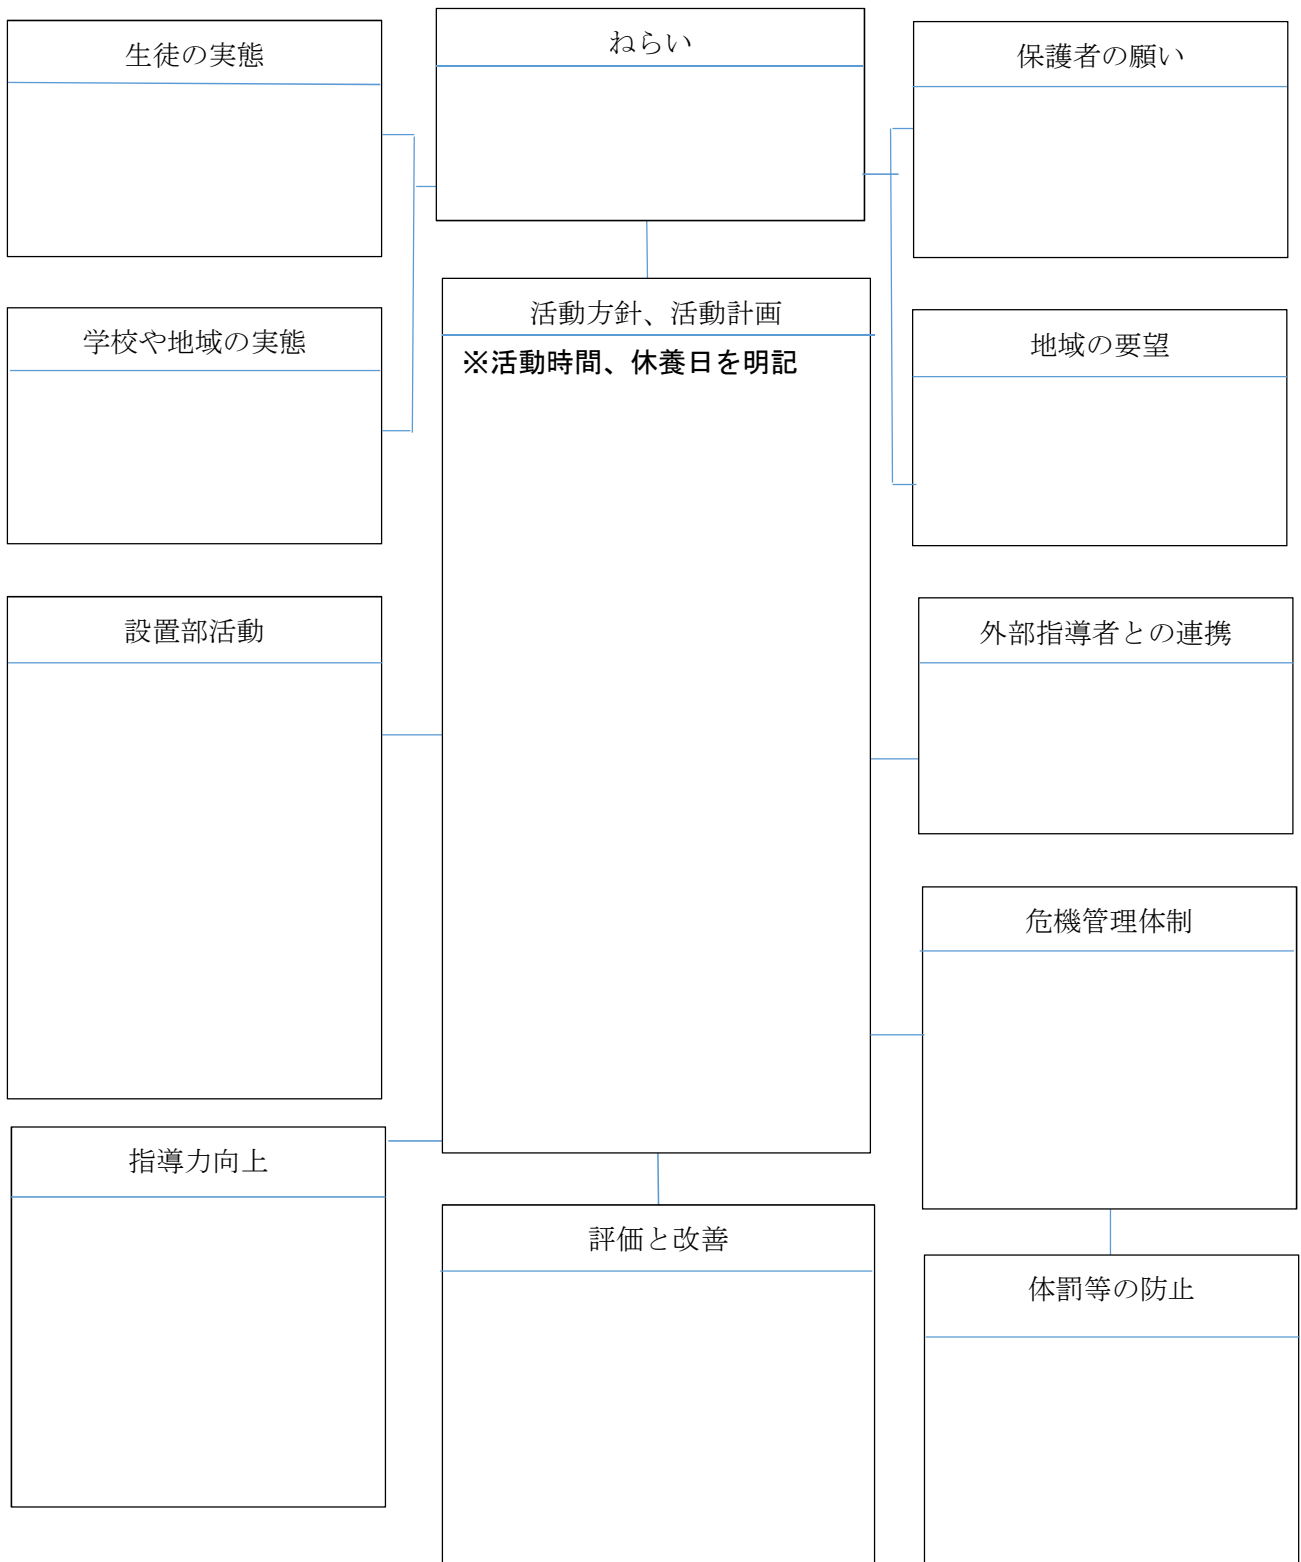 生徒の実態
ねらい
保護者の願い
学校や地域の実態
活動方針、活動計画
※活動時間、休養日を明記
地域の要望
設置部活動
外部指導者との連携
危機管理体制
指導力向上
評価と改善
体罰等の防止